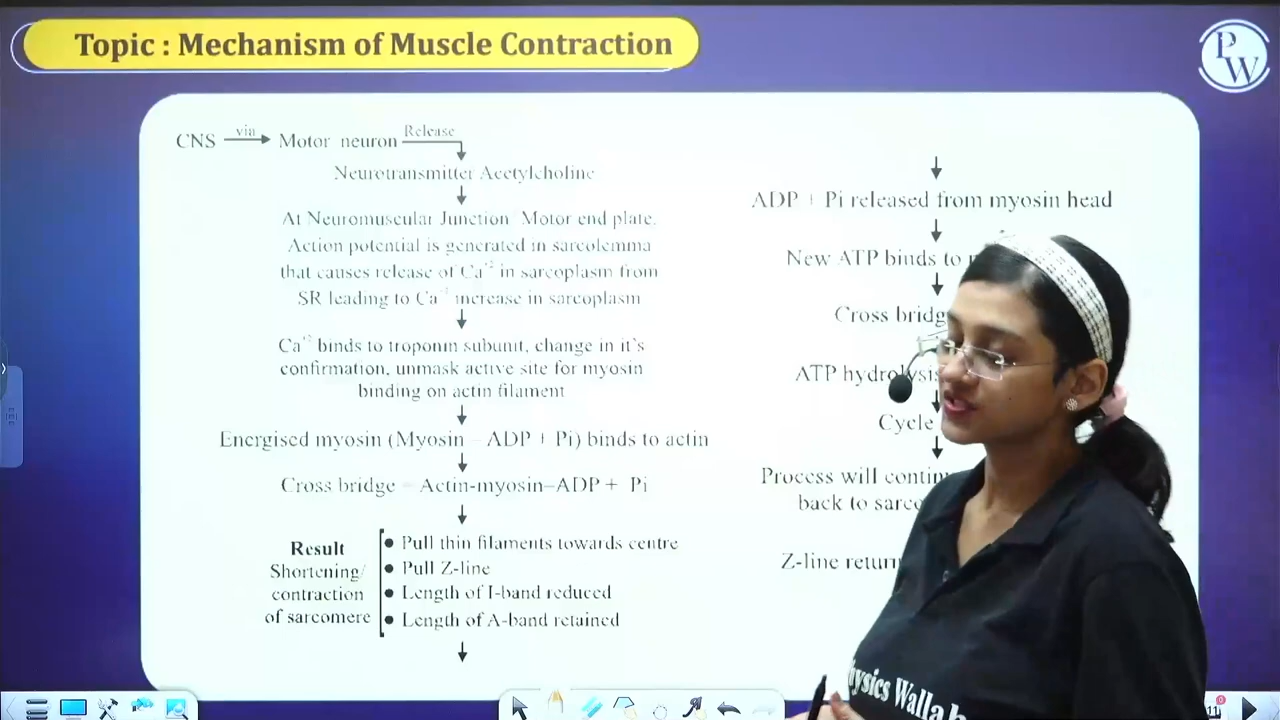 Topic : Mechanism of Muscle Contraction
PW
CNS via Motor neuron Release
Neurotransmitter Acetylcholine
At Neuromuscular Junction Motor end plate.
Action potential is generated in sarcolemma
that causes release of Ca+2 in sarcoplasm from
SR leading to Ca+2 increase in sarcoplasm
Ca+2 binds to troponin subunit, change in it's
confirmation, unmask active site for myosin
binding on actin filament
Energised myosin (Myosin – ADP + Pi) binds to actin
Cross bridge – Actin-myosin–ADP + Pi
Result
Shortening/
contraction
of sarcomere
Pull thin filaments towards centre
Pull Z-line
Length of I-band reduced
Length of A-band retained
ADP + Pi released from myosin head
New ATP binds to
Cross
ATP hydrolysis
Cycle
Process will
back to
Z-line
Wallah
11